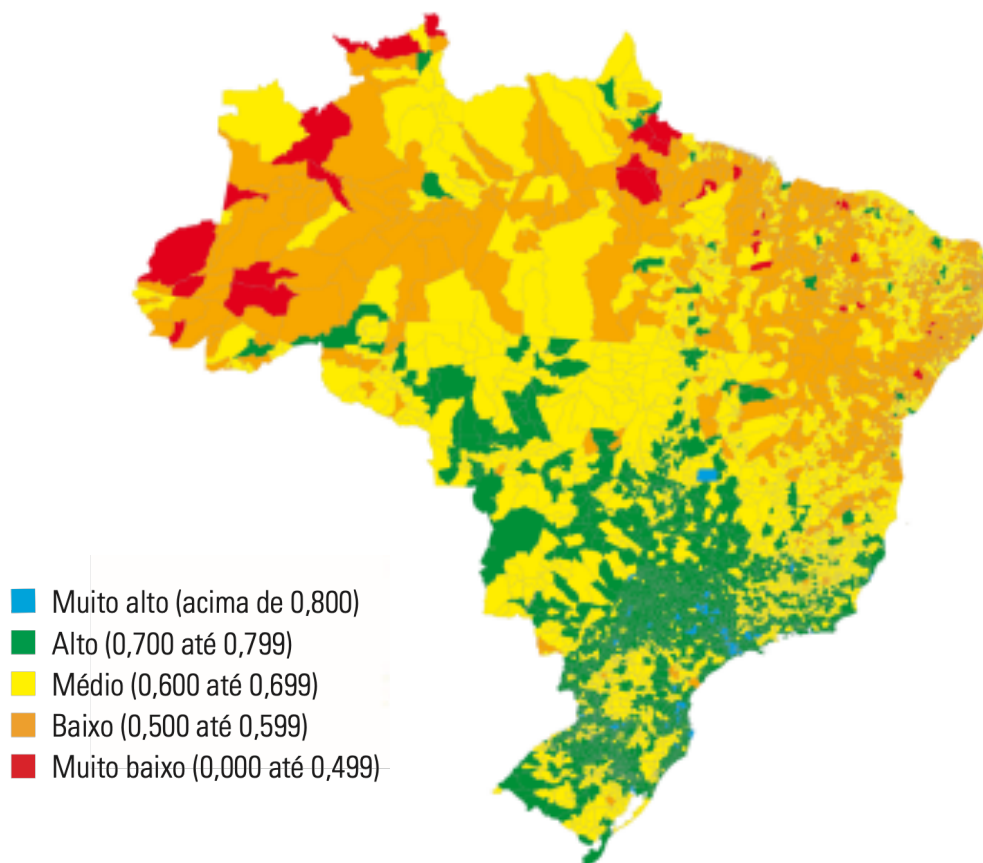 Muito alto (acima de 0,800)
Alto (0,700 até 0,799)
Médio (0,600 até 0,699)
Baixo (0,500 até 0,599)
Muito baixo (0,000 até 0,499)